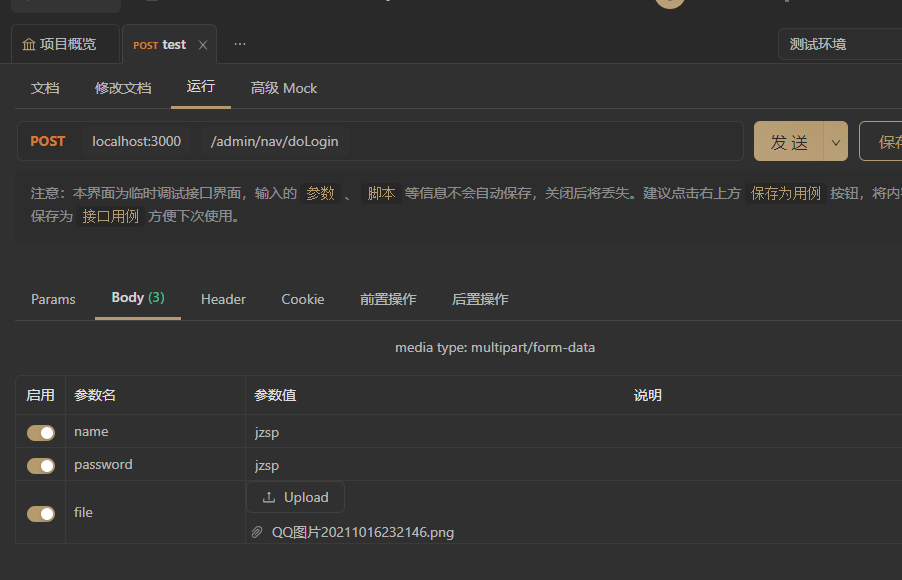 项目概览 POST test ··· 测试环境
文档 修改文档 运行 高级 Mock
POST localhost:3000 /admin/nav/doLogin 发 送 保存
注意：本界面为临时调试接口界面，输入的 参数 、 脚本 等信息不会自动保存，关闭后将丢失。建议点击右上方 保存为用例 按钮，将内容
保存为 接口用例 方便下次使用。
Params Body (3) Header Cookie 前置操作 后置操作
media type: multipart/form-data
启用 参数名 参数值 说明
name jzsp
password jzsp
file Upload
QQ图片20211016232146.png